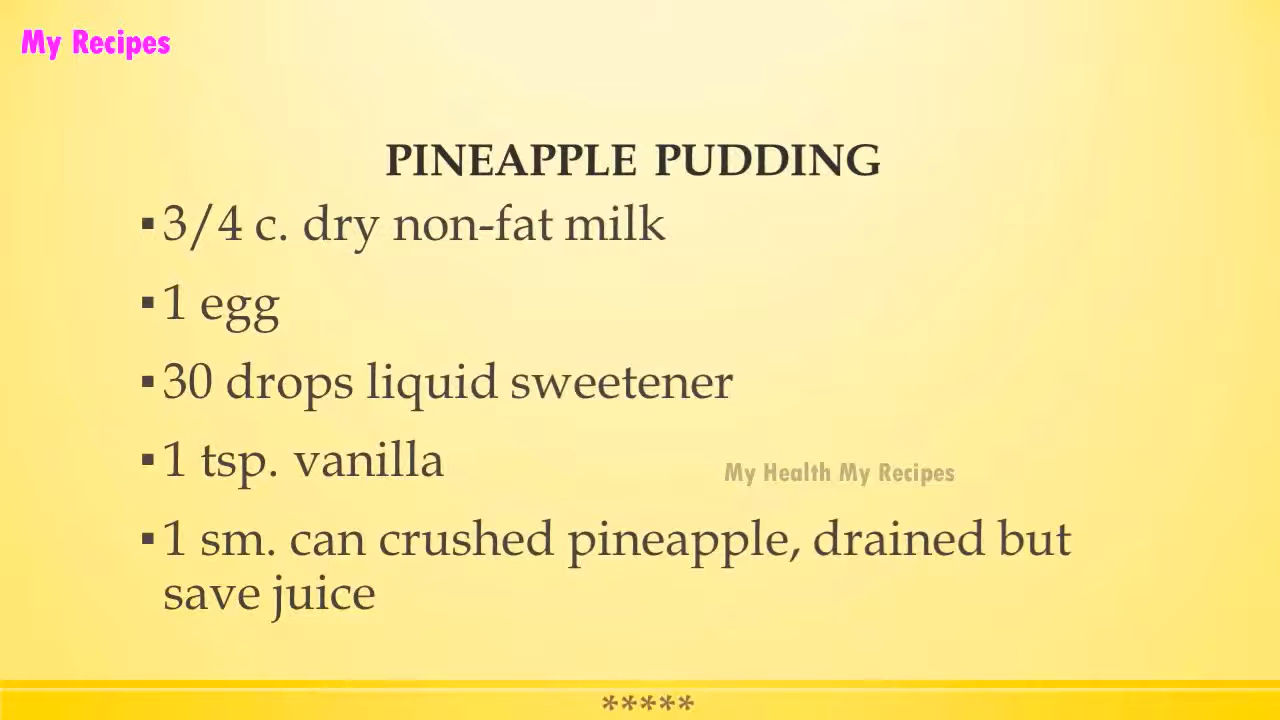 My Recipes
PINEAPPLE PUDDING
▪3/4 c. dry non-fat milk
▪1 egg
▪30 drops liquid sweetener
▪1 tsp. vanilla
My Health My Recipes
▪1 sm. can crushed pineapple, drained but
save juice
*****